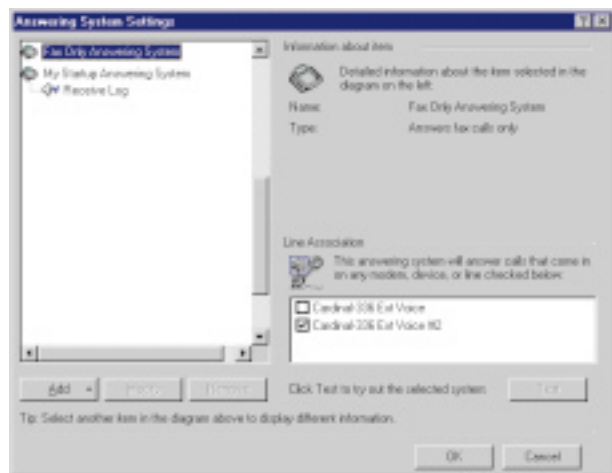 Answering System Settings
Fax Only Answering System
My Startup Answering System
Receive Log
Information about item
Detailed information about the item selected in the
diagram on the left.
Name: Fax Only Answering System
Type: Answers fax calls only
Line Association
This answering system will answer calls that come in
on any modem, device, or line checked below:
Cardinal-336 Ext Voice
Cardinal-336 Ext Voice #2
Add
Modify
Remove
Click Test to try out the selected system:
Test
Tip: Select another item in the diagram above to display different information.
OK
Cancel